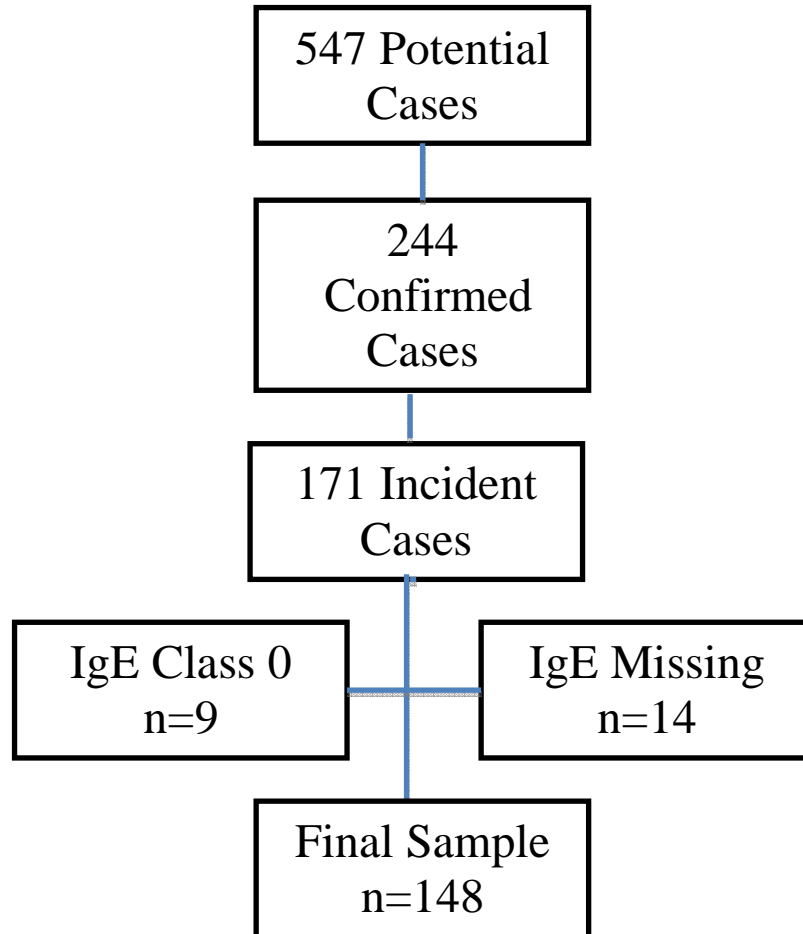 547 Potential
Cases
244
Confirmed
Cases
171 Incident
Cases
IgE Class 0
n=9
IgE Missing
n=14
Final Sample
n=148